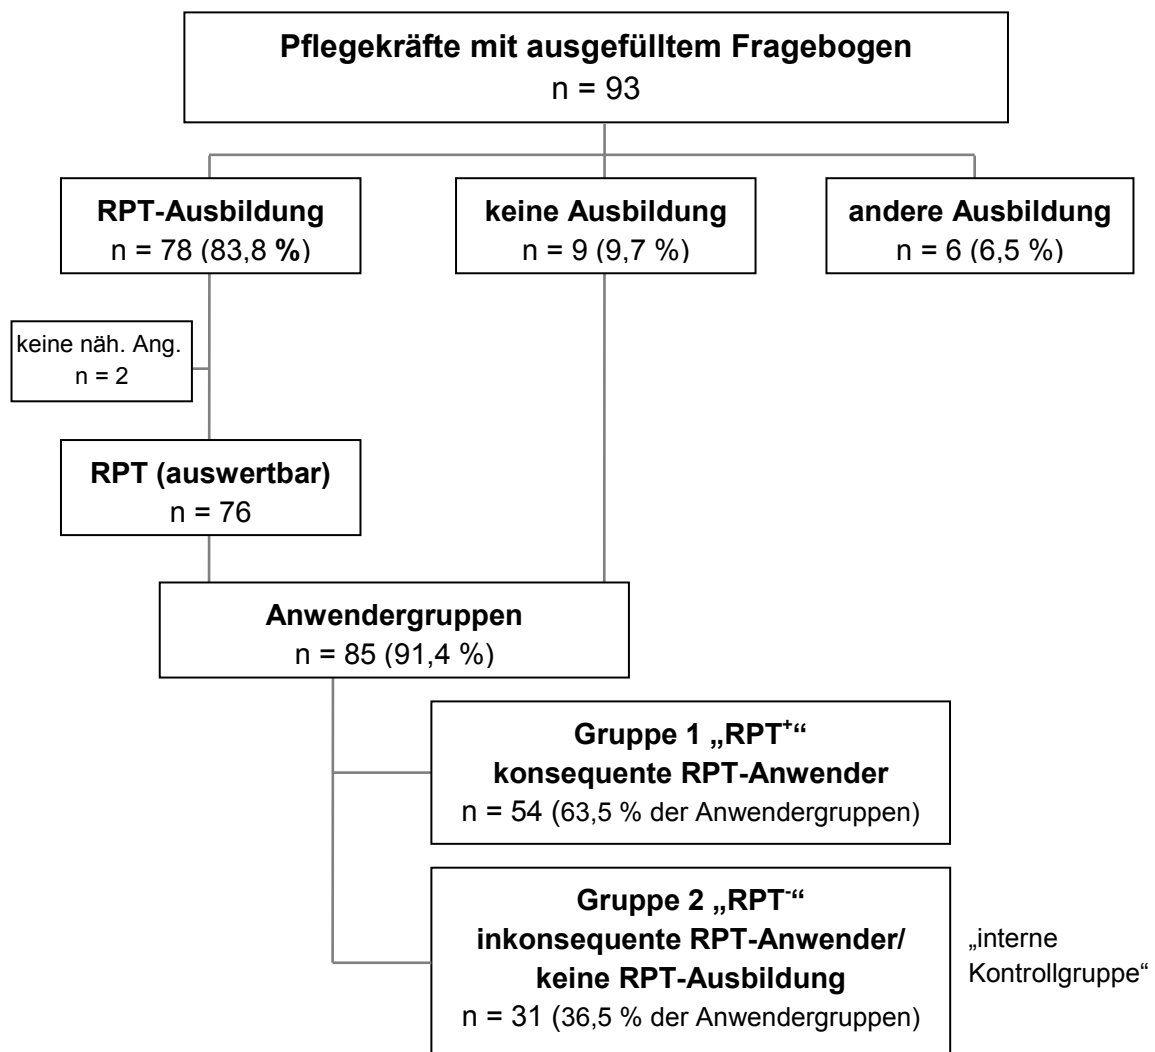 Pflegekräfte mit ausgefülltem Fragebogen
n = 93
RPT-Ausbildung
n = 78 (83,8 %)
keine Ausbildung
n = 9 (9,7 %)
andere Ausbildung
n = 6 (6,5 %)
keine näh. Ang.
n = 2
RPT (auswertbar)
n = 76
Anwendergruppen
n = 85 (91,4 %)
Gruppe 1 „RPT⁺“
konsequente RPT-Anwender
n = 54 (63,5 % der Anwendergruppen)
Gruppe 2 „RPT⁻“
inkonsequente RPT-Anwender/
keine RPT-Ausbildung
n = 31 (36,5 % der Anwendergruppen)
„interne
Kontrollgruppe“